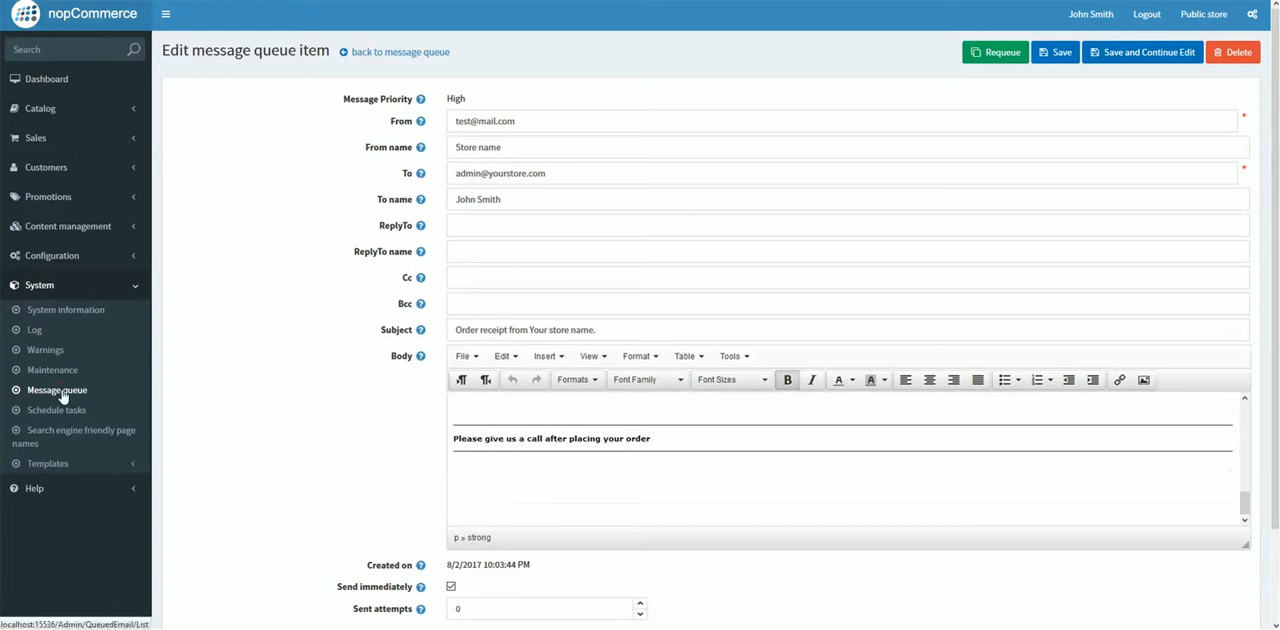 nopCommerce
John Smith
Logout
Public store
Search
Edit message queue item
back to message queue
Requeue
Save
Save and Continue Edit
Delete
Dashboard
Catalog
Sales
Customers
Promotions
Content management
Configuration
System
System information
Log
Warnings
Maintenance
Message queue
Schedule tasks
Search engine friendly page
names
Templates
Help
Message Priority High
From test@mail.com *
From name Store name
To admin@yourstore.com *
To name John Smith
ReplyTo
ReplyTo name
Cc
Bcc
Subject Order receipt from Your store name.
Body File Edit Insert View Format Table Tools
Formats Font Family Font Sizes B I A A
Please give us a call after placing your order
p » strong
Created on 8/2/2017 10:03:44 PM
Send immediately
Sent attempts 0
localhost:15536/Admin/QueuedEmail/List